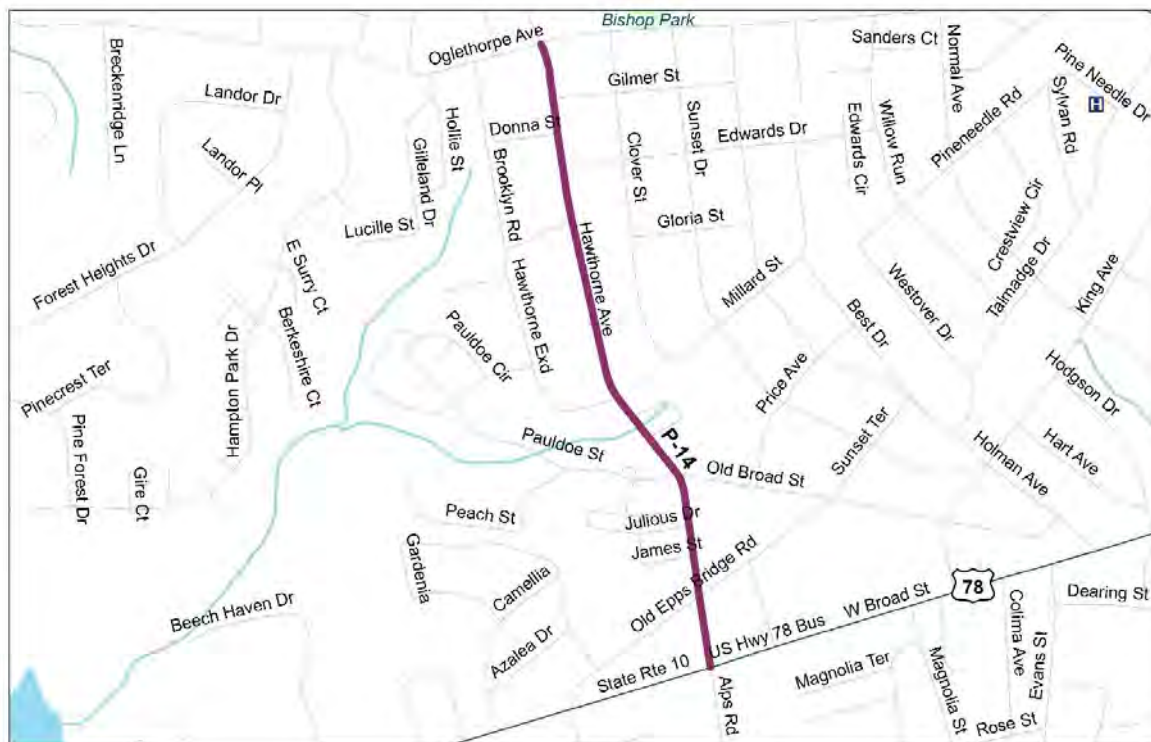 Bishop Park
Oglethorpe Ave
Sanders Ct
Normal Ave
Pine Needle Dr
Breckenridge Ln
Landor Dr
Gilmer St
Sylvan Rd
H
Hollie St
Donna St
Sunset Dr
Edwards Dr
Edwards Cir
Willow Run
Pineneedle Rd
Landor Pl
Gilleland Dr
Brooklyn Rd
Clover St
Crestview Cir
Lucille St
Gloria St
Forest Heights Dr
E Surry Ct
Hawthorne Ave
Millard St
Westover Dr
Talmadge Dr
King Ave
Hawthorne Exd
Best Dr
Berkeshire Ct
Pauldoe Cir
Hampton Park Dr
Price Ave
Hodgson Dr
Pinecrest Ter
Pine Forest Dr
Gire Ct
Pauldoe St
P-14
Old Broad St
Sunset Ter
Holman Ave
Hart Ave
Peach St
Julious Dr
James St
Gardenia
Camellia
Old Epps Bridge Rd
78
W Broad St
Dearing St
Beech Haven Dr
Azalea Dr
US Hwy 78 Bus
State Rte 10
Colima Ave
Evans St
Magnolia Ter
Magnolia St
Alps Rd
Rose St